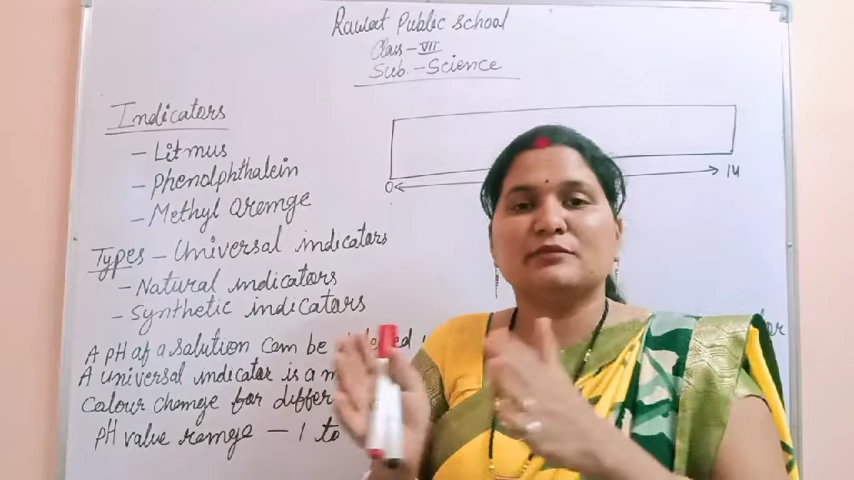 Rawat Public School
Class - VII
Sub. - Science
Indicators
- Litmus
- Phenolphthalein
- Methyl Orange
0
14
Types - Universal indicators
- Natural indicators
- Synthetic indicators
A pH of a solution can be
A universal indicator is a
Colour change for differ
pH value range - 1 to